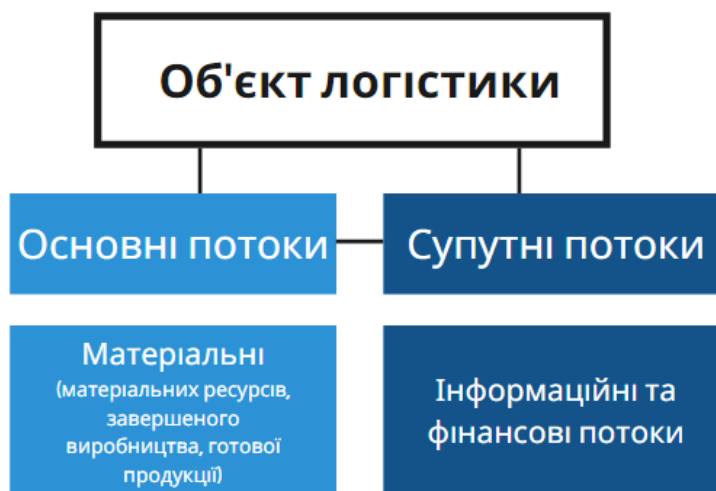 Об'єкт логістики
Основні потоки
Супутні потоки
Матеріальні
(матеріальних ресурсів,
завершеного
виробництва, готової
продукції)
Інформаційні та
фінансові потоки